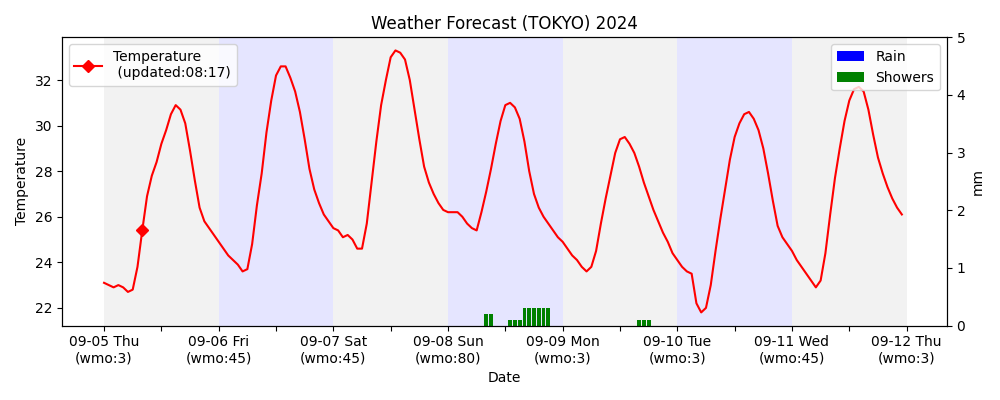 Weather Forecast (TOKYO) 2024
Temperature
(updated:08:17)
Rain
Showers
Temperature
32
30
28
26
24
22
5
4
3
2
1
0
mm
09-05 Thu
(wmo:3)
09-06 Fri
(wmo:45)
09-07 Sat
(wmo:45)
09-08 Sun
(wmo:80)
09-09 Mon
(wmo:3)
09-10 Tue
(wmo:3)
09-11 Wed
(wmo:45)
09-12 Thu
(wmo:3)
Date